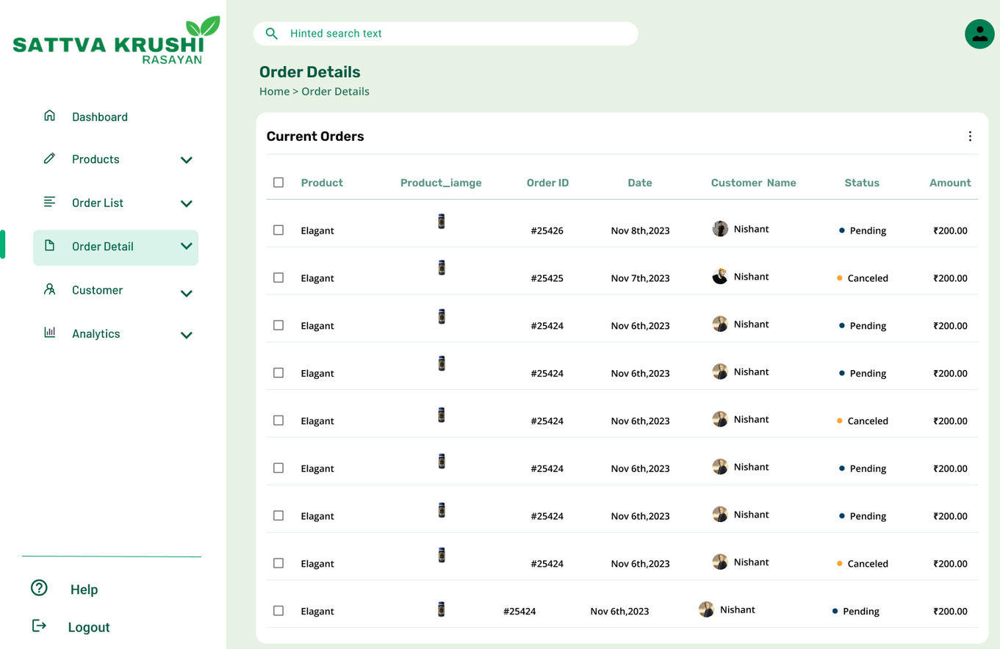 SATTVA KRUSHI
RASAYAN
Dashboard
Products
Order List
Order Detail
Customer
Analytics
Help
Logout
Hinted search text
Order Details
Home > Order Details
Current Orders
Product Product_iamge Order ID Date Customer Name Status Amount
Elagant #25426 Nov 8th,2023 Nishant Pending ₹200.00
Elagant #25425 Nov 7th,2023 Nishant Canceled ₹200.00
Elagant #25424 Nov 6th,2023 Nishant Pending ₹200.00
Elagant #25424 Nov 6th,2023 Nishant Pending ₹200.00
Elagant #25424 Nov 6th,2023 Nishant Canceled ₹200.00
Elagant #25424 Nov 6th,2023 Nishant Pending ₹200.00
Elagant #25424 Nov 6th,2023 Nishant Pending ₹200.00
Elagant #25424 Nov 6th,2023 Nishant Canceled ₹200.00
Elagant #25424 Nov 6th,2023 Nishant Pending ₹200.00